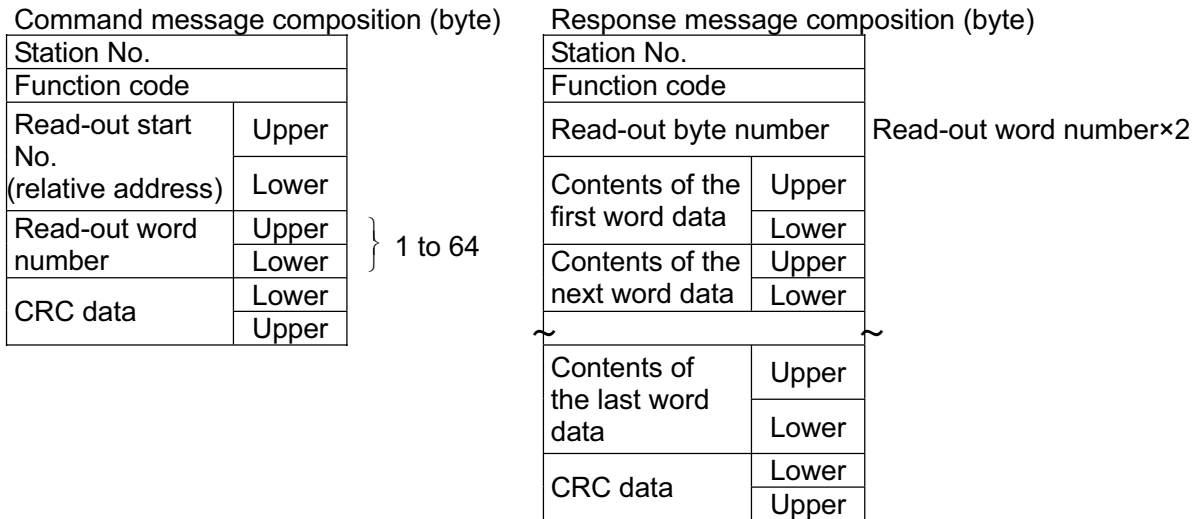 Command message composition (byte)
Station No.
Function code
Read-out start
No.
(relative address)
Upper
Lower
Read-out word
number
Upper
Lower
1 to 64
CRC data
Lower
Upper
Response message composition (byte)
Station No.
Function code
Read-out byte number
Read-out word number×2
Contents of the
first word data
Upper
Lower
Contents of the
next word data
Upper
Lower
~ ~
Contents of
the last word
data
Upper
Lower
CRC data
Lower
Upper